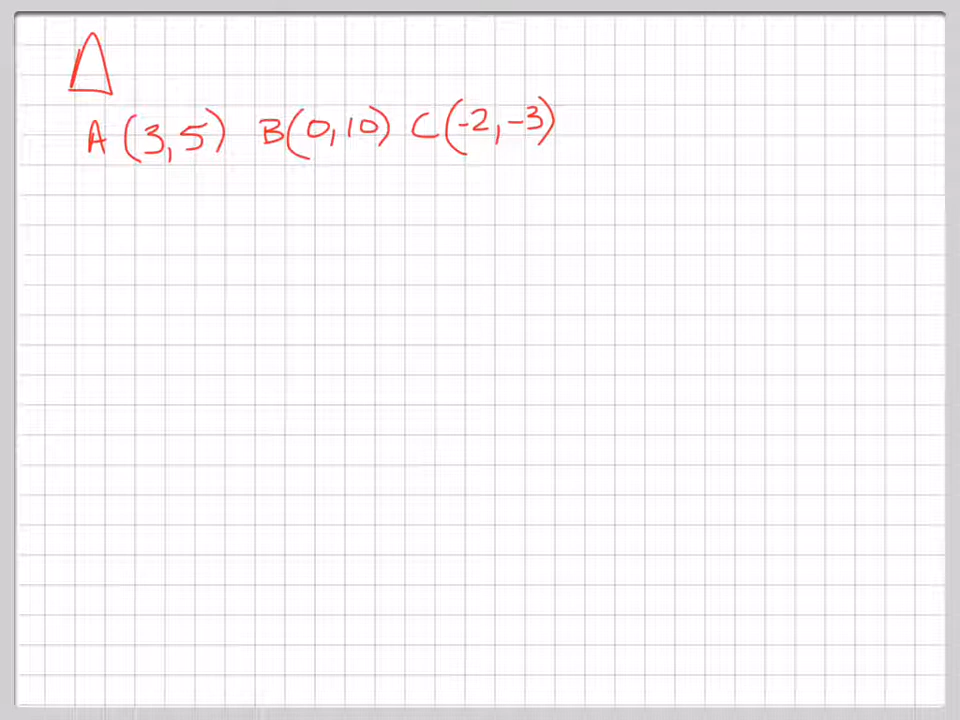 A (3,5) B(0,10) C(-2,-3)